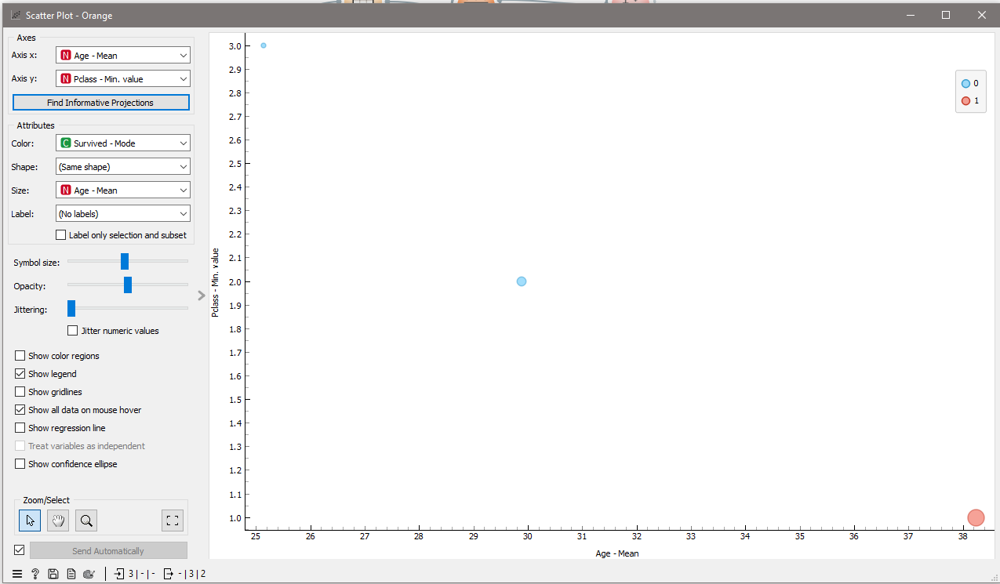 Scatter Plot - Orange
Axes
Axis x: N Age - Mean
Axis y: N Pclass - Min. value
Find Informative Projections
Attributes
Color: C Survived - Mode
Shape: (Same shape)
Size: N Age - Mean
Label: (No labels)
Label only selection and subset
Symbol size:
Opacity:
Jittering:
Jitter numeric values
Show color regions
Show legend
Show gridlines
Show all data on mouse hover
Show regression line
Treat variables as independent
Show confidence ellipse
Zoom/Select
Send Automatically
? 3|-|- -|3|2
Pclass - Min. value
3.0
2.9
2.8
2.7
2.6
2.5
2.4
2.3
2.2
2.1
2.0
1.9
1.8
1.7
1.6
1.5
1.4
1.3
1.2
1.1
1.0
25 26 27 28 29 30 31 32 33 34 35 36 37 38
Age - Mean
0
1